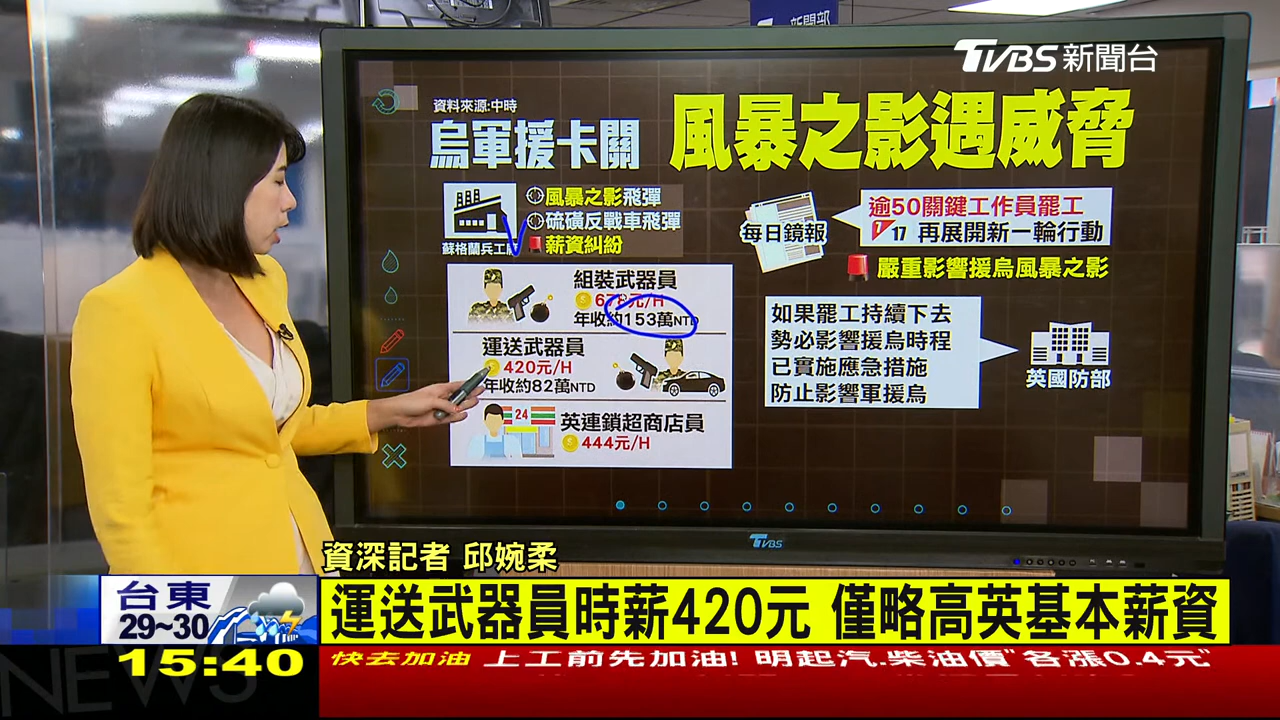 新聞部
TVBS新聞台
資料來源:中時
烏軍援卡關
風暴之影遇威脅
風暴之影飛彈
硫磺反戰車飛彈
薪資糾紛
蘇格蘭兵工廠
組裝武器員
年收約153萬NTD
運送武器員
420元/H
年收約82萬NTD
24
英連鎖超商店員
444元/H
每日鏡報
逾50關鍵工作員罷工
7/17 再展開新一輪行動
嚴重影響援烏風暴之影
如果罷工持續下去
勢必影響援烏時程
已實施應急措施
防止影響軍援烏
英國防部
TVBS
資深記者 邱婉柔
台東
29~30
運送武器員時薪420元 僅略高英基本薪資
NEWS
15:40
快去加油 上工前先加油! 明起汽.柴油價"各漲0.4元"